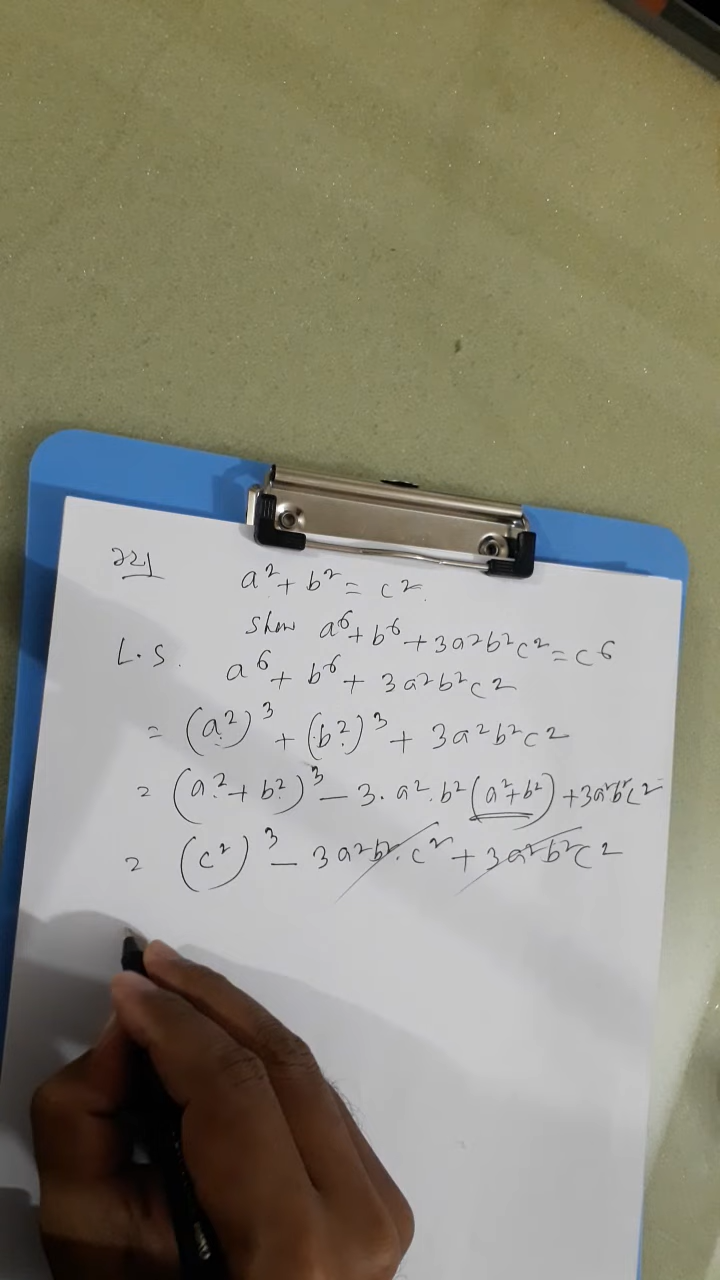 ২২৷ a² + b² = c².
show a⁶ + b⁶ + 3a²b²c² = c⁶
L.S. a⁶ + b⁶ + 3a²b²c²
= (a²)³ + (b²)³ + 3a²b²c²
= (a² + b²)³ – 3. a². b² (a² + b²) + 3a²b²c²
= (c²)³ – 3a²b². c² + 3a²b²c²